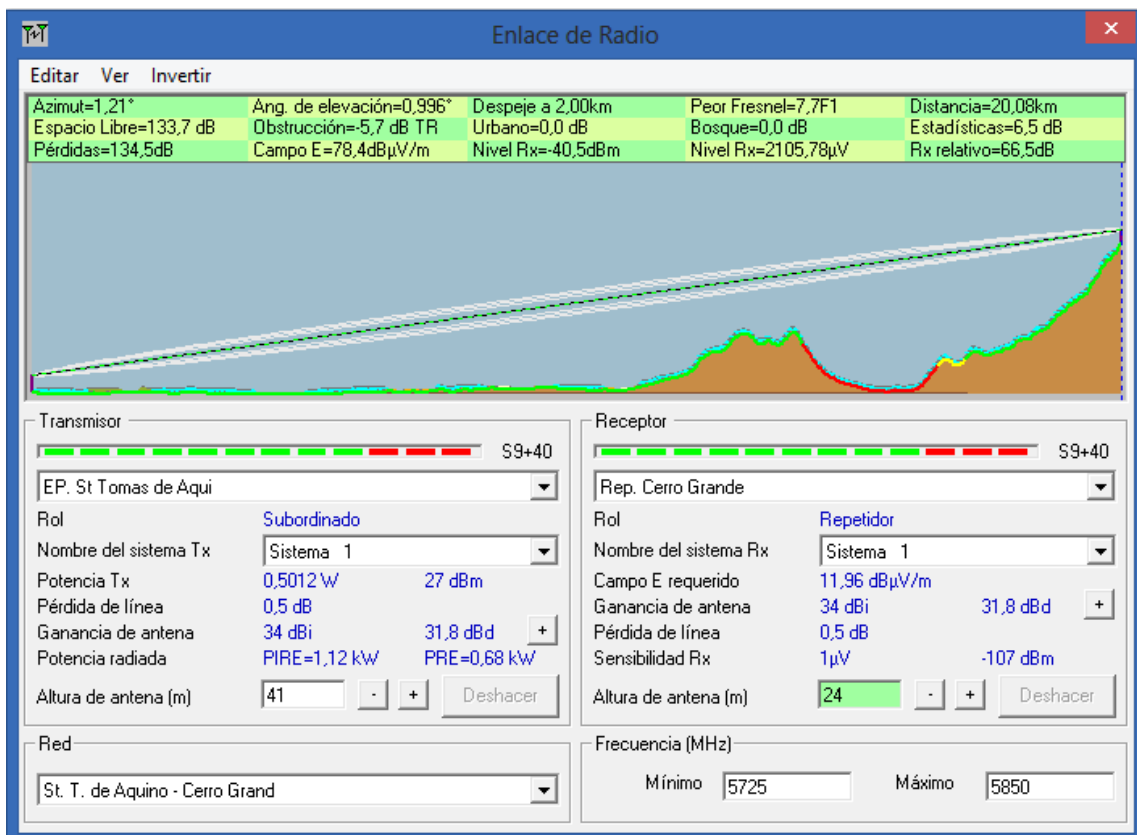 Enlace de Radio
Editar Ver Invertir
Azimut=1,21° Ang. de elevación=0,996° Despeje a 2,00km Peor Fresnel=7,7F1 Distancia=20,08km
Espacio Libre=133,7 dB Obstrucción=-5,7 dB TR Urbano=0,0 dB Bosque=0,0 dB Estadísticas=6,5 dB
Pérdidas=134,5dB Campo E=78,4dBµV/m Nivel Rx=-40,5dBm Nivel Rx=2105,78µV Rx relativo=66,5dB
Transmisor
S9+40
EP. St Tomas de Aqui
Rol Subordinado
Nombre del sistema Tx Sistema 1
Potencia Tx 0,5012 W 27 dBm
Pérdida de línea 0,5 dB
Ganancia de antena 34 dBi 31,8 dBd +
Potencia radiada PIRE=1,12 kW PRE=0,68 kW
Altura de antena (m) 41 - + Deshacer
Red
St. T. de Aquino - Cerro Grand
Receptor
S9+40
Rep. Cerro Grande
Rol Repetidor
Nombre del sistema Rx Sistema 1
Campo E requerido 11,96 dBµV/m
Ganancia de antena 34 dBi 31,8 dBd +
Pérdida de línea 0,5 dB
Sensibilidad Rx 1µV -107 dBm
Altura de antena (m) 24 - + Deshacer
Frecuencia (MHz)
Mínimo 5725 Máximo 5850